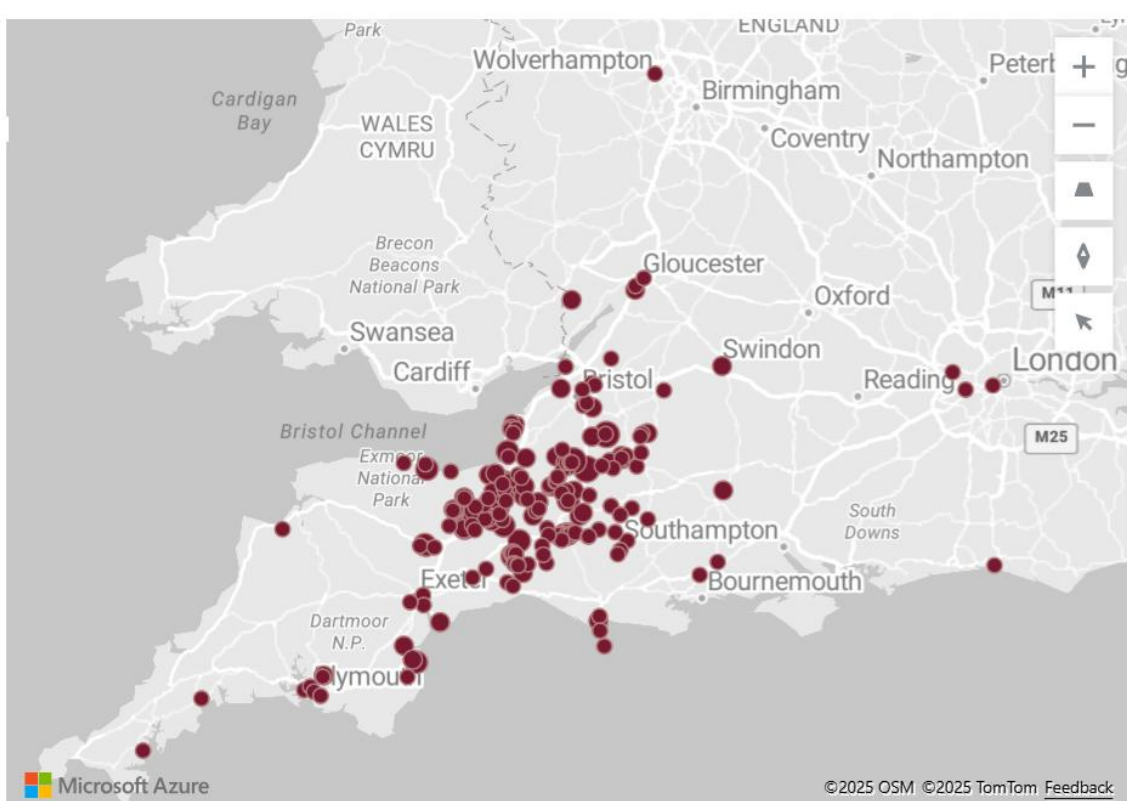 Park
ENGLAND
Wolverhampton
Birmingham
Cardigan
Bay
WALES
CYMRU
Coventry
Northampton
Brecon
Beacons
National Park
Gloucester
Oxford
M11
Swansea
Swindon
London
Cardiff
Bristol
Reading
Bristol Channel
M25
Exmoor
National
Park
South
Downs
Southampton
Exeter
Bournemouth
Dartmoor
N.P.
Plymouth
Microsoft Azure
©2025 OSM ©2025 TomTom Feedback